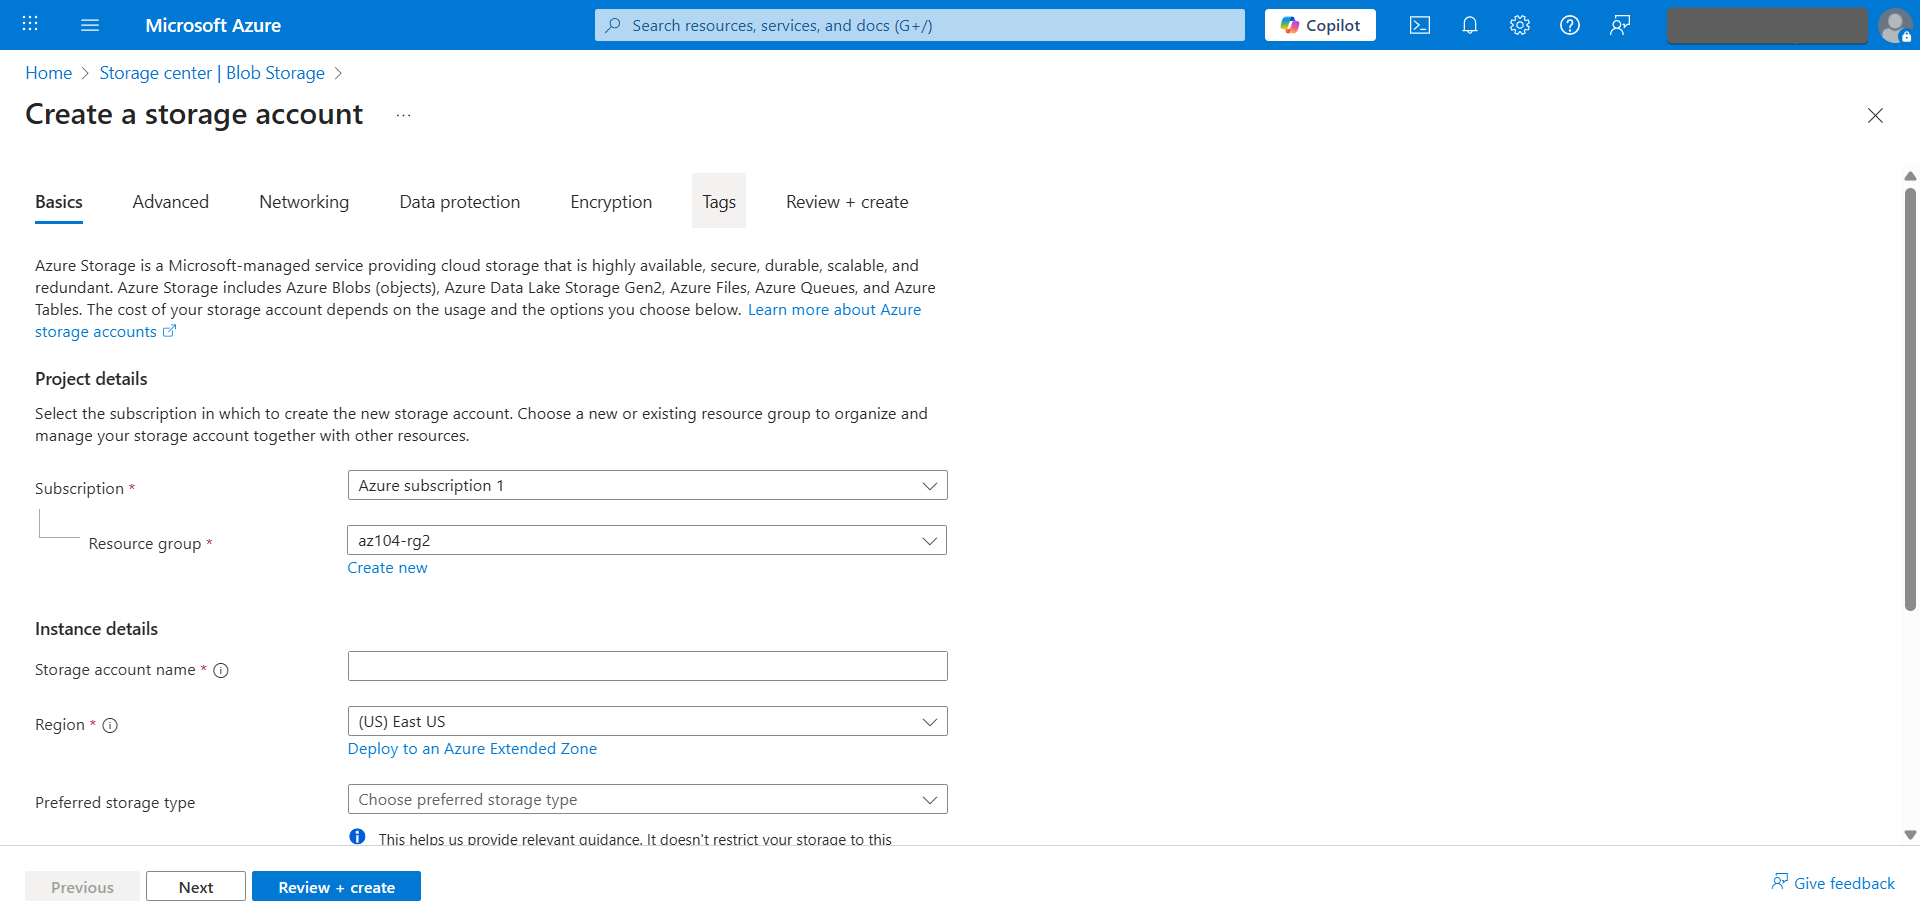 Microsoft Azure
Search resources, services, and docs (G+/)
Copilot
Home > Storage center | Blob Storage >
Create a storage account ...
Basics Advanced Networking Data protection Encryption Tags Review + create
Azure Storage is a Microsoft-managed service providing cloud storage that is highly available, secure, durable, scalable, and
redundant. Azure Storage includes Azure Blobs (objects), Azure Data Lake Storage Gen2, Azure Files, Azure Queues, and Azure
Tables. The cost of your storage account depends on the usage and the options you choose below. Learn more about Azure
storage accounts
Project details
Select the subscription in which to create the new storage account. Choose a new or existing resource group to organize and
manage your storage account together with other resources.
Subscription *
Azure subscription 1
Resource group *
az104-rg2
Create new
Instance details
Storage account name *
Region *
(US) East US
Deploy to an Azure Extended Zone
Preferred storage type
Choose preferred storage type
This helps us provide relevant guidance. It doesn't restrict your storage to this
Previous
Next
Review + create
Give feedback